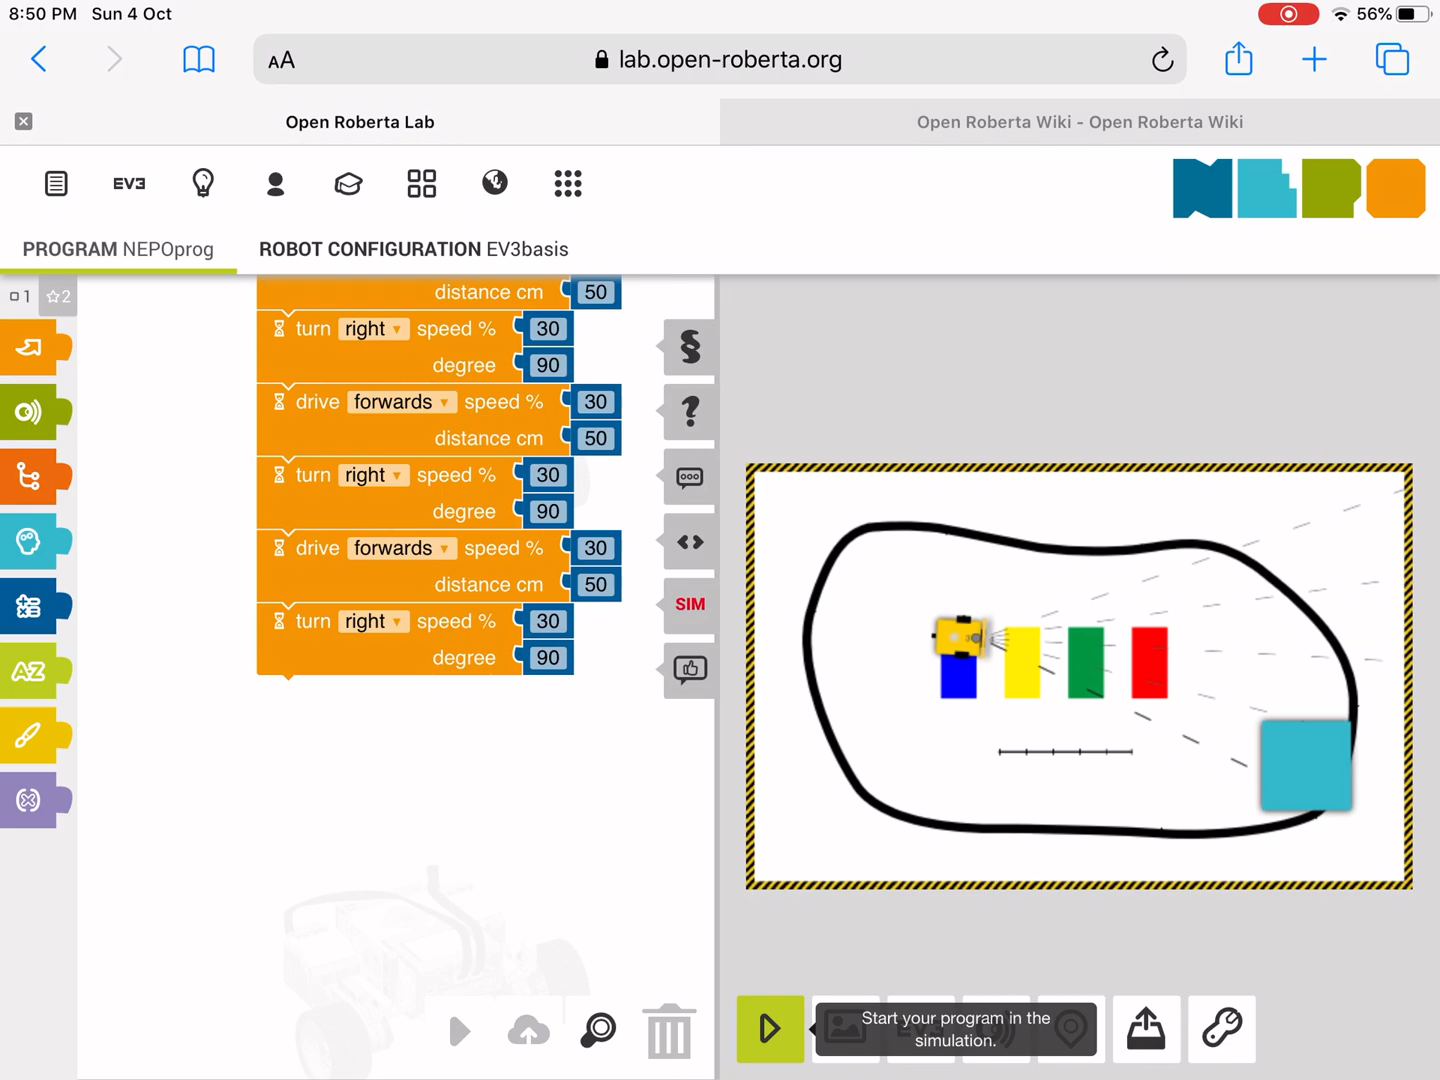 8:50 PM Sun 4 Oct
56%
AA lab.open-roberta.org
Open Roberta Lab
Open Roberta Wiki - Open Roberta Wiki
EV3
PROGRAM NEPOprog
ROBOT CONFIGURATION EV3basis
1
2
distance cm 50
turn right speed % 30
degree 90
drive forwards speed % 30
distance cm 50
turn right speed % 30
degree 90
drive forwards speed % 30
distance cm 50
turn right speed % 30
degree 90
?
SIM
AZ
Start your program in the
simulation.